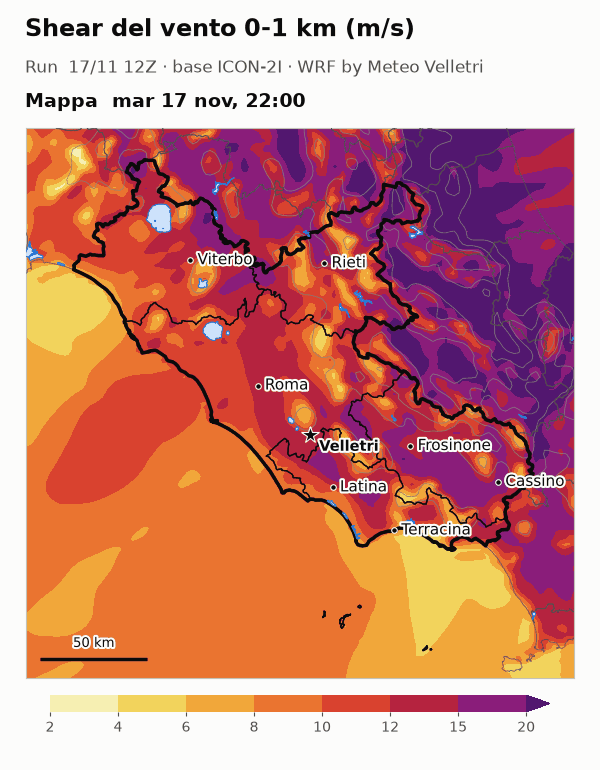 Shear del vento 0-1 km (m/s)
Run  17/11 12Z · base ICON-2I · WRF by Meteo Velletri
Mappa  mar 17 nov, 22:00
Viterbo
Rieti
Roma
Velletri
Frosinone
Cassino
Latina
Terracina
50 km
2 4 6 8 10 12 15 20